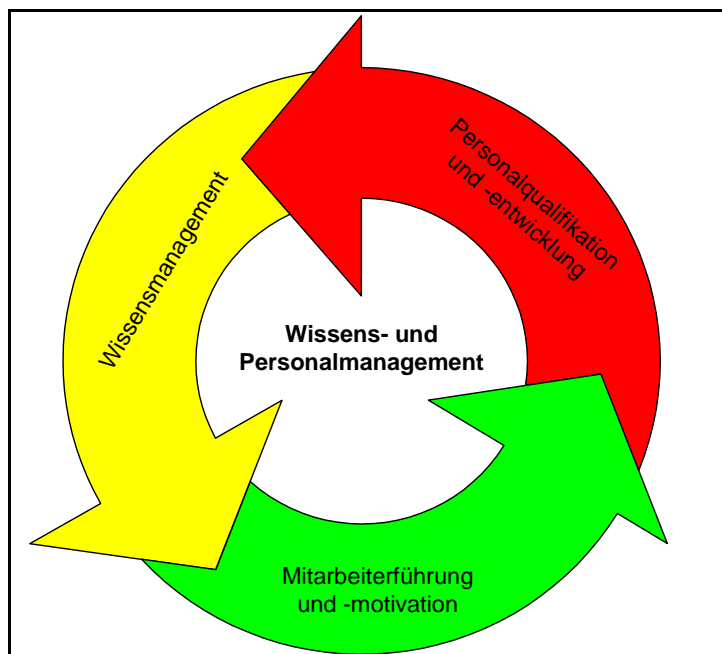 Personalqualifikation
und -entwicklung
Wissensmanagement
Wissens- und
Personalmanagement
Mitarbeiterführung
und -motivation